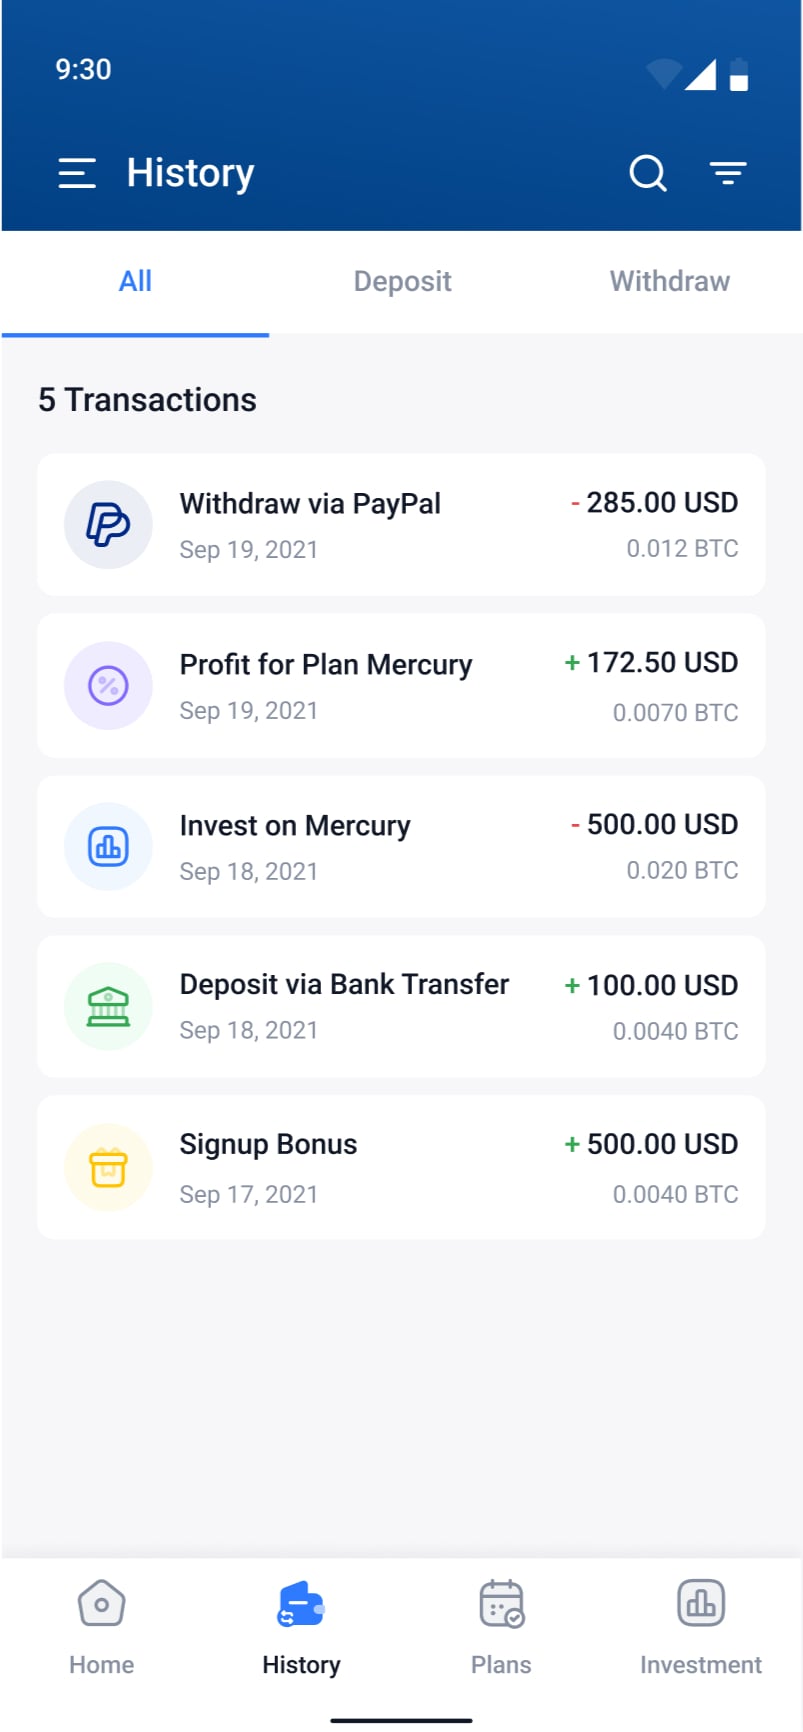 9:30
History
All Deposit Withdraw
5 Transactions
Withdraw via PayPal - 285.00 USD
Sep 19, 2021 0.012 BTC
Profit for Plan Mercury + 172.50 USD
Sep 19, 2021 0.0070 BTC
Invest on Mercury - 500.00 USD
Sep 18, 2021 0.020 BTC
Deposit via Bank Transfer + 100.00 USD
Sep 18, 2021 0.0040 BTC
Signup Bonus + 500.00 USD
Sep 17, 2021 0.0040 BTC
Home History Plans Investment